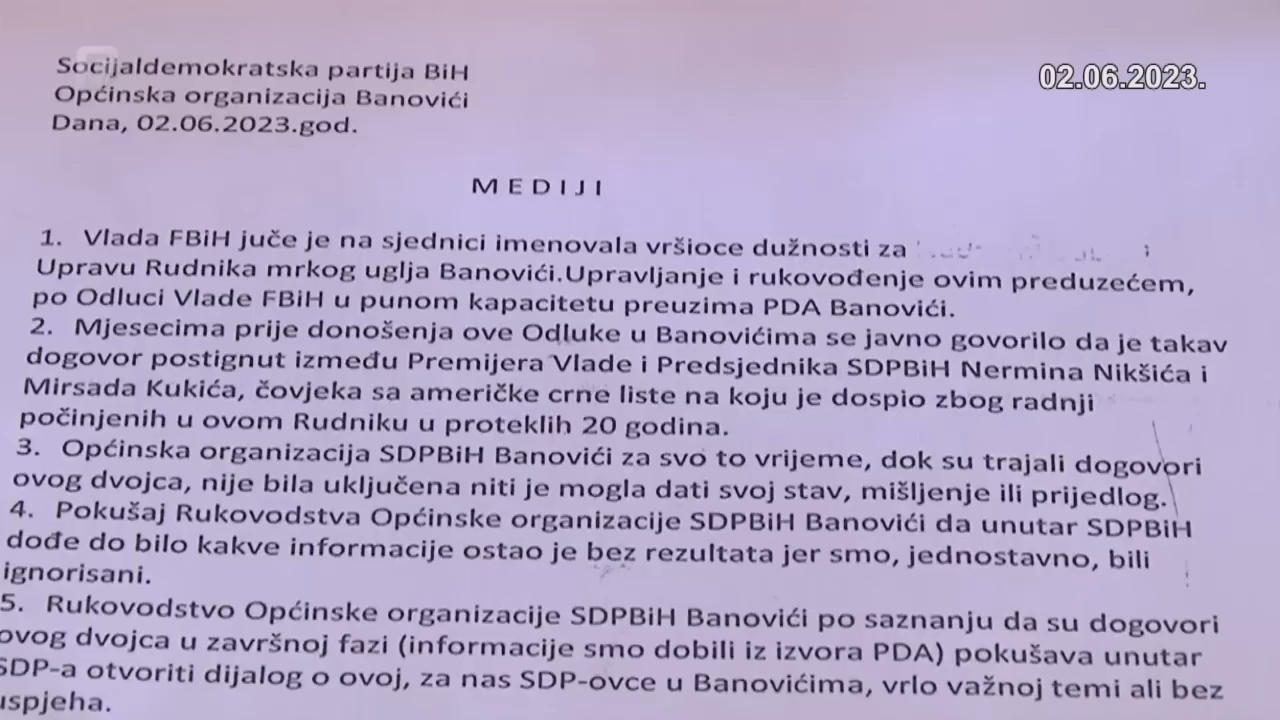 02.06.2023.
Socijaldemokratska partija BiH
Općinska organizacija Banovići
Dana, 02.06.2023.god.
M E D I J I
1. Vlada FBiH juče je na sjednici imenovala vršioce dužnosti za i
Upravu Rudnika mrkog uglja Banovići.Upravljanje i rukovođenje ovim preduzećem,
po Odluci Vlade FBiH u punom kapacitetu preuzima PDA Banovići.
2. Mjesecima prije donošenja ove Odluke u Banovićima se javno govorilo da je takav
dogovor postignut između Premijera Vlade i Predsjednika SDPBiH Nermina Nikšića i
Mirsada Kukića, čovjeka sa američke crne liste na koju je dospio zbog radnji
počinjenih u ovom Rudniku u proteklih 20 godina.
3. Općinska organizacija SDPBiH Banovići za svo to vrijeme, dok su trajali dogovori
ovog dvojca, nije bila uključena niti je mogla dati svoj stav, mišljenje ili prijedlog.
4. Pokušaj Rukovodstva Općinske organizacije SDPBiH Banovići da unutar SDPBiH
dođe do bilo kakve informacije ostao je bez rezultata jer smo, jednostavno, bili
ignorisani.
5. Rukovodstvo Općinske organizacije SDPBiH Banovići po saznanju da su dogovori
ovog dvojca u završnoj fazi (informacije smo dobili iz izvora PDA) pokušava unutar
SDP-a otvoriti dijalog o ovoj, za nas SDP-ovce u Banovićima, vrlo važnoj temi ali bez
uspjeha.